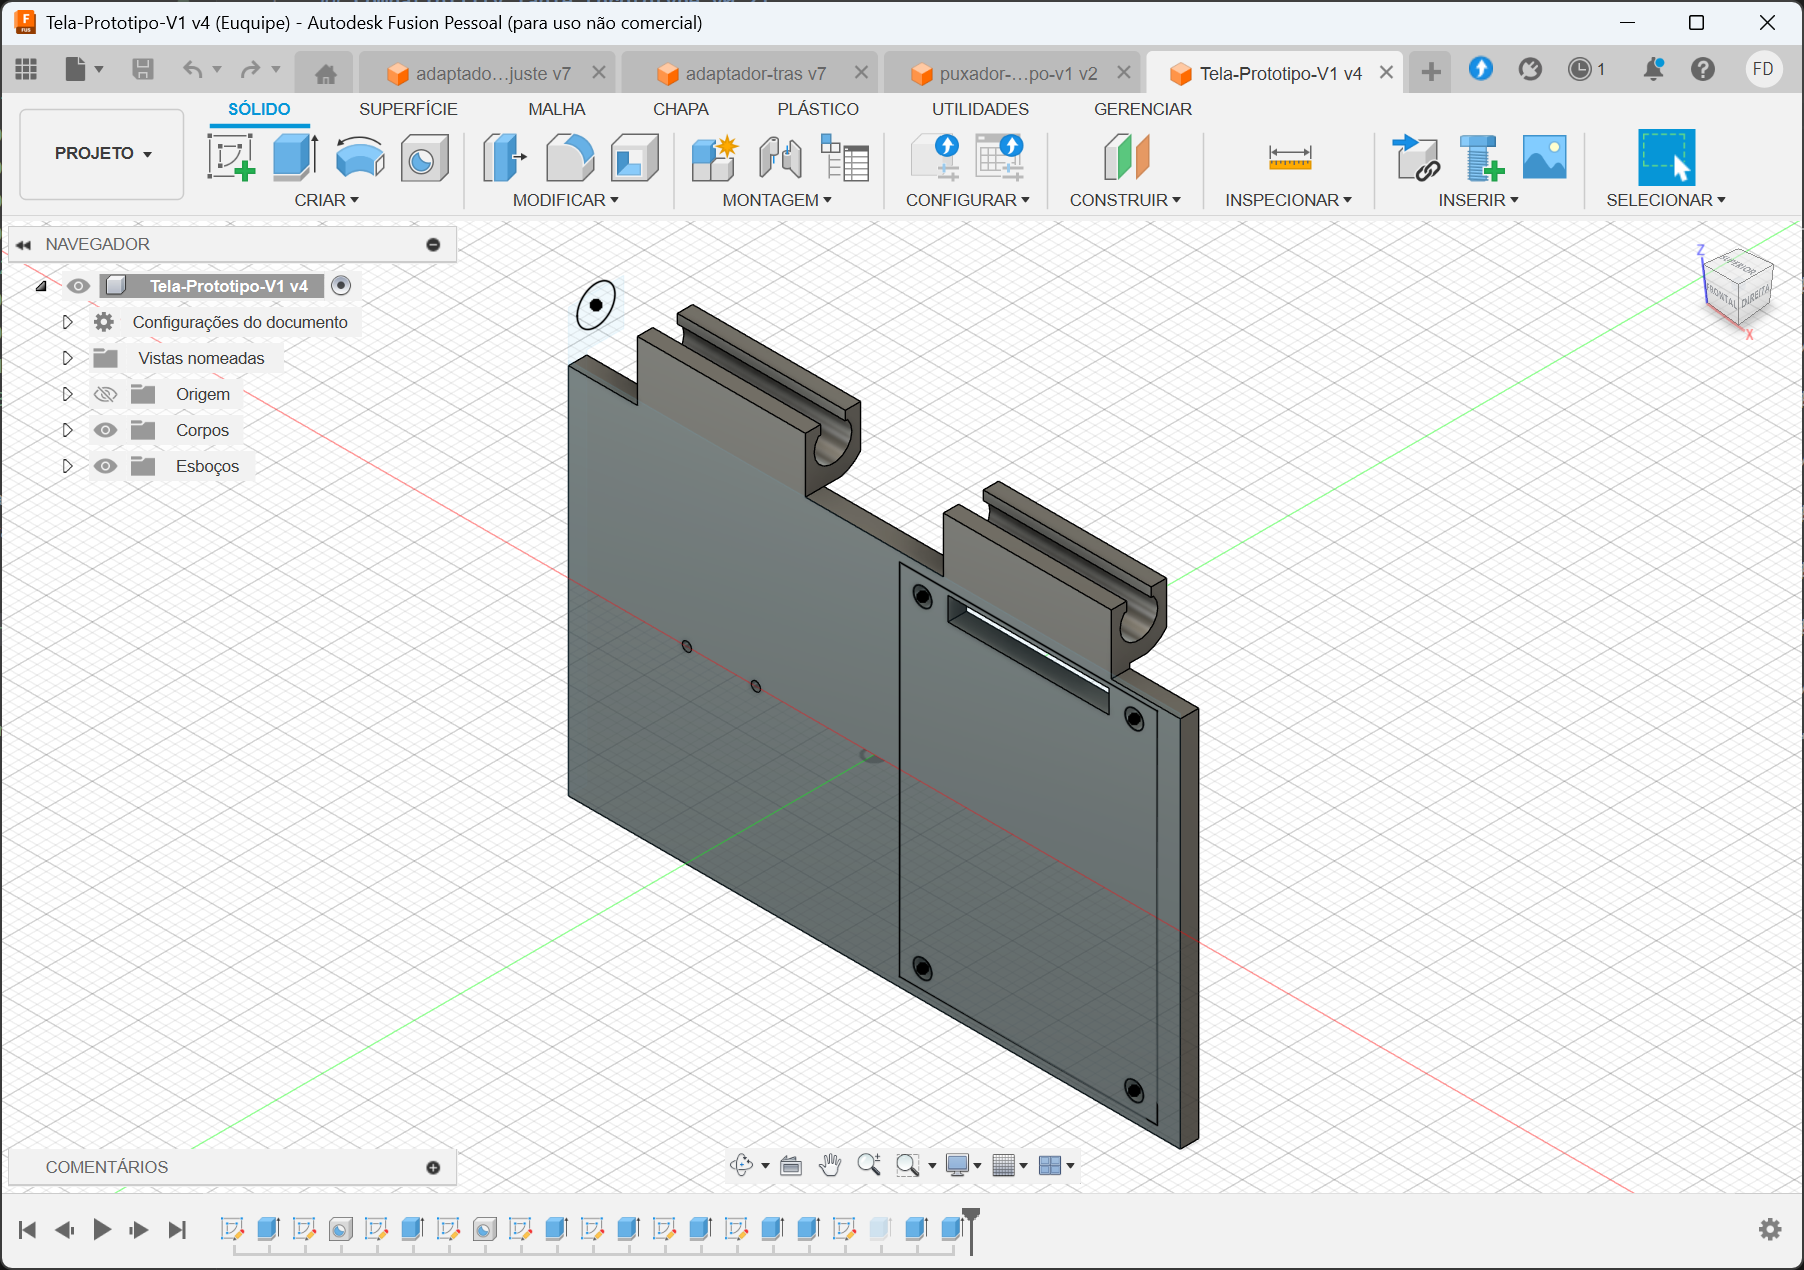 Tela-Prototipo-V1 v4 (Euquipe) - Autodesk Fusion Pessoal (para uso não comercial)
adaptado...juste v7
adaptador-tras v7
puxador-...po-v1 v2
Tela-Prototipo-V1 v4
1
FD
PROJETO
SÓLIDO
SUPERFÍCIE
MALHA
CHAPA
PLÁSTICO
UTILIDADES
GERENCIAR
CRIAR
MODIFICAR
MONTAGEM
CONFIGURAR
CONSTRUIR
INSPECIONAR
INSERIR
SELECIONAR
NAVEGADOR
Tela-Prototipo-V1 v4
Configurações do documento
Vistas nomeadas
Origem
Corpos
Esboços
Z
SUPERIOR
FRONTAL
DIREITA
X
COMENTÁRIOS